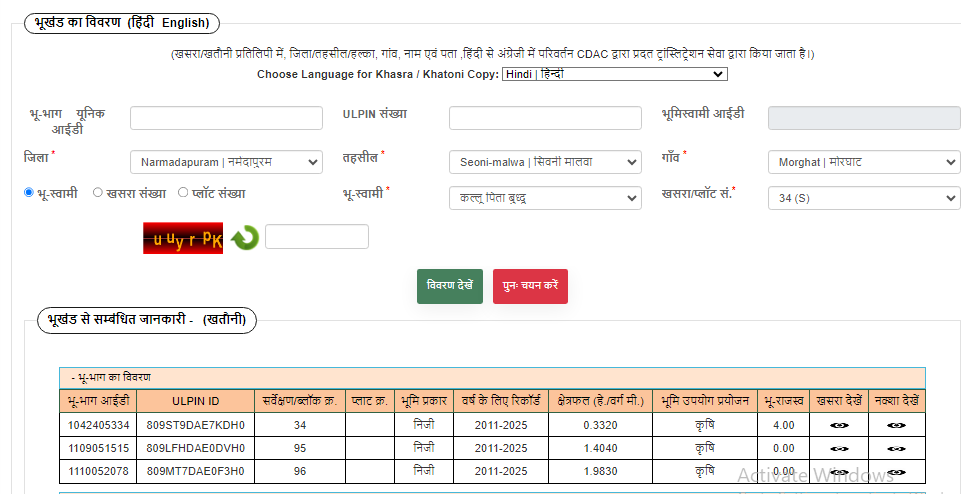 भूखंड का विवरण (हिंदी English)
(खसरा/खतौनी प्रतिलिपी में, जिला/तहसील/हल्का, गांव, नाम एवं पता ,हिंदी से अंग्रेजी में परिवर्तन CDAC द्वारा प्रदत ट्रांस्लिट्रेशन सेवा द्वारा किया जाता है।)
Choose Language for Khasra / Khatoni Copy: Hindi | हिन्दी
भू-भाग यूनिक आईडी ULPIN संख्या भूमिस्वामी आईडी
जिला * Narmadapuram | नर्मदापुरम तहसील * Seoni-malwa | सिवनी मालवा गाँव * Morghat | मोरघाट
भू-स्वामी खसरा संख्या प्लॉट संख्या भू-स्वामी * कल्लू पिता बुध्दू खसरा/प्लॉट सं.* 34 (S)
u uy r PK
विवरण देखें पुनः चयन करें
भूखंड से सम्बंधित जानकारी - (खतौनी)
- भू-भाग का विवरण
भू-भाग आईडी ULPIN ID सर्वेक्षण/ब्लॉक क्र. प्लाट क्र. भूमि प्रकार वर्ष के लिए रिकॉर्ड क्षेत्रफल (हे./वर्ग मी.) भूमि उपयोग प्रयोजन भू-राजस्व खसरा देखें नक्शा देखें
1042405334 809ST9DAE7KDH0 34 निजी 2011-2025 0.3320 कृषि 4.00
1109051515 809LFHDAE0DVH0 95 निजी 2011-2025 1.4040 कृषि 0.00
1110052078 809MT7DAE0F3H0 96 निजी 2011-2025 1.9830 कृषि 0.00
Activate Windows